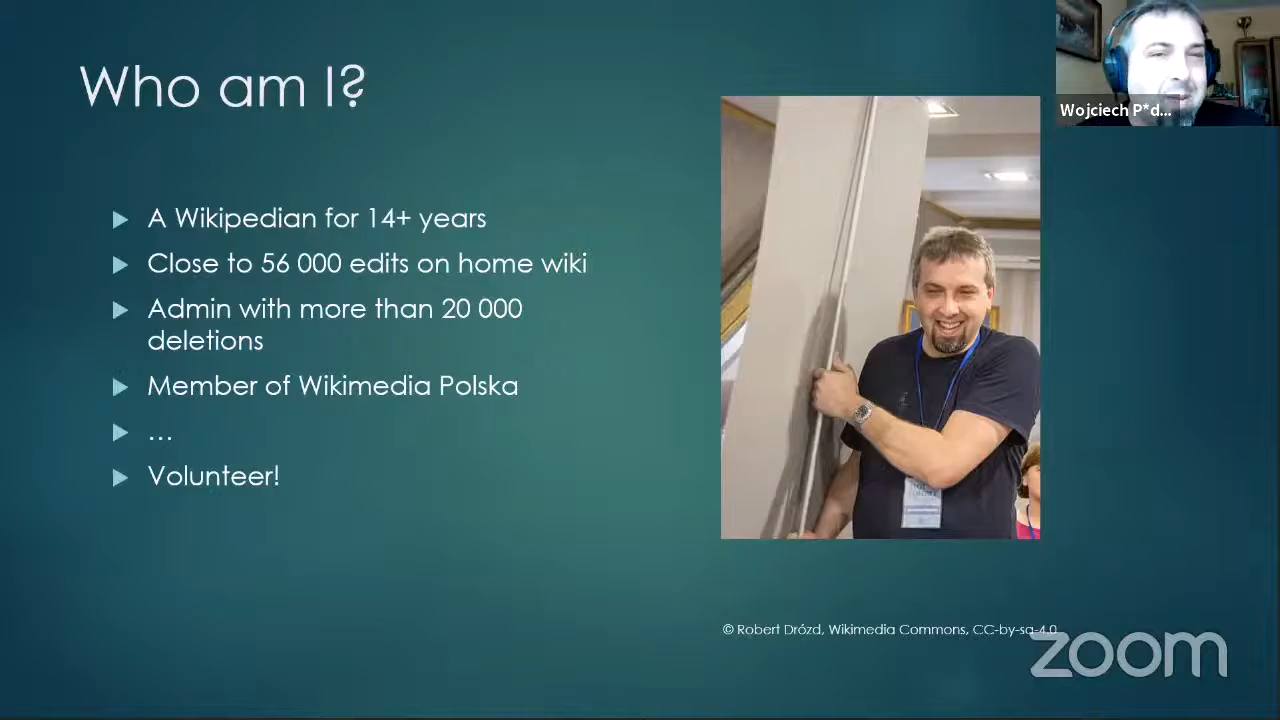 Who am I?
Wojciech P*d...
A Wikipedian for 14+ years
Close to 56 000 edits on home wiki
Admin with more than 20 000
deletions
Member of Wikimedia Polska
...
Volunteer!
© Robert Drózd, Wikimedia Commons, CC-by-sa-4.0
zoom